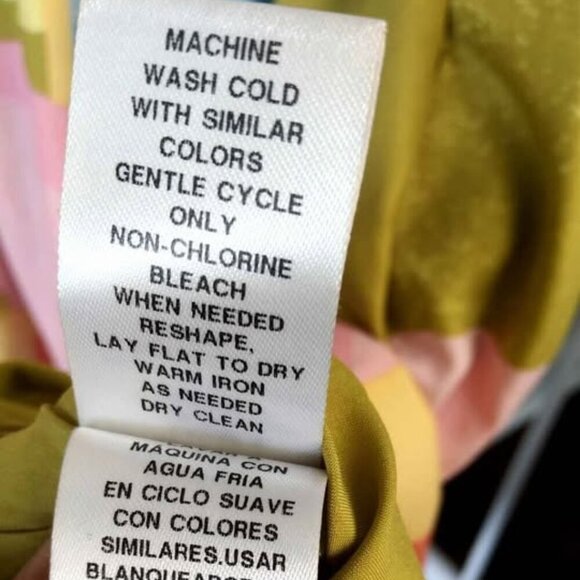 MACHINE
WASH COLD
WITH SIMILAR
COLORS
GENTLE CYCLE
ONLY
NON-CHLORINE
BLEACH
WHEN NEEDED
RESHAPE,
LAY FLAT TO DRY
WARM IRON
AS NEEDED
DRY CLEAN
MAQUINA CON
AGUA FRIA
EN CICLO SUAVE
CON COLORES
SIMILARES.USAR